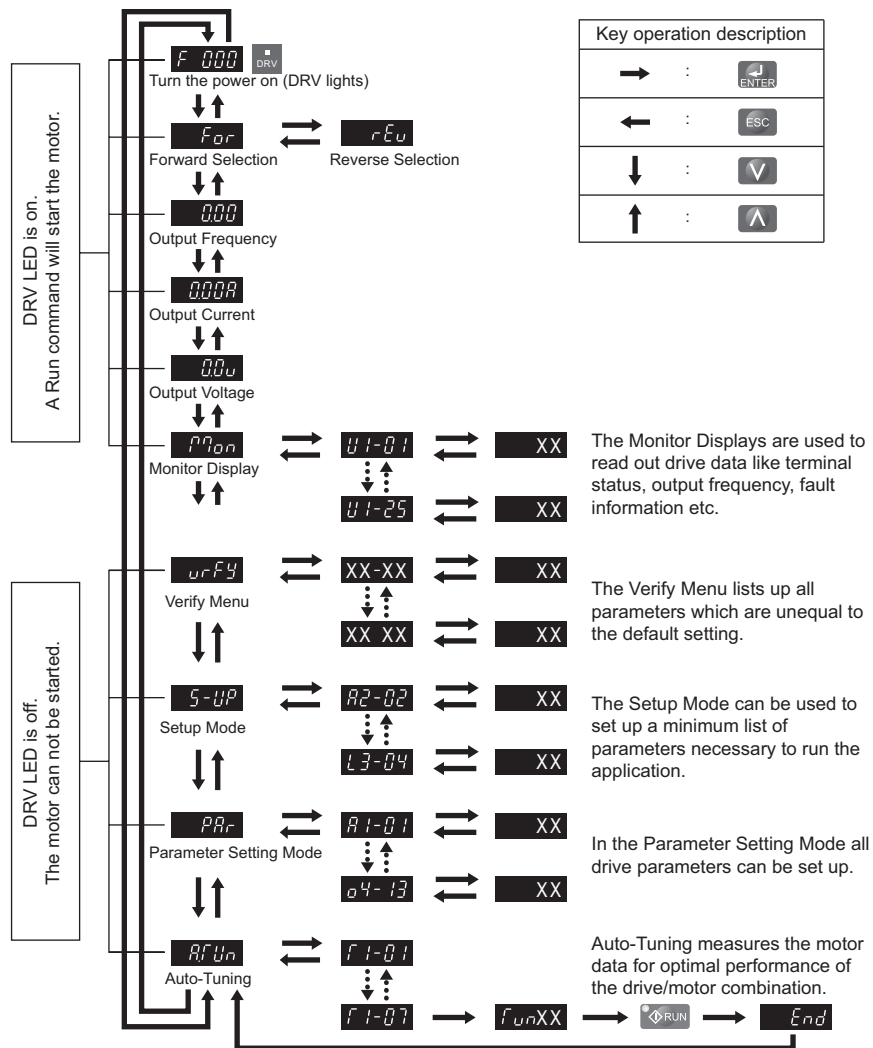 F 000
DRV
Turn the power on (DRV lights)
For
Forward Selection
rEv
Reverse Selection
0.00
Output Frequency
0.00A
Output Current
0.0v
Output Voltage
Mon
Monitor Display
U1-01
XX
U1-25
XX
DRV LED is on.
A Run command will start the motor.
Key operation description
:
ENTER
:
ESC
:
:
The Monitor Displays are used to
read out drive data like terminal
status, output frequency, fault
information etc.
DRV LED is off.
The motor can not be started.
vrFY
Verify Menu
XX-XX
XX
XX XX
XX
The Verify Menu lists up all
parameters which are unequal to
the default setting.
S-UP
Setup Mode
A2-02
XX
L3-04
XX
The Setup Mode can be used to
set up a minimum list of
parameters necessary to run the
application.
PAr
Parameter Setting Mode
A1-01
XX
o4-13
XX
In the Parameter Setting Mode all
drive parameters can be set up.
A.TUn
Auto-Tuning
T1-01
T1-07
TunXX
RUN
End
Auto-Tuning measures the motor
data for optimal performance of
the drive/motor combination.